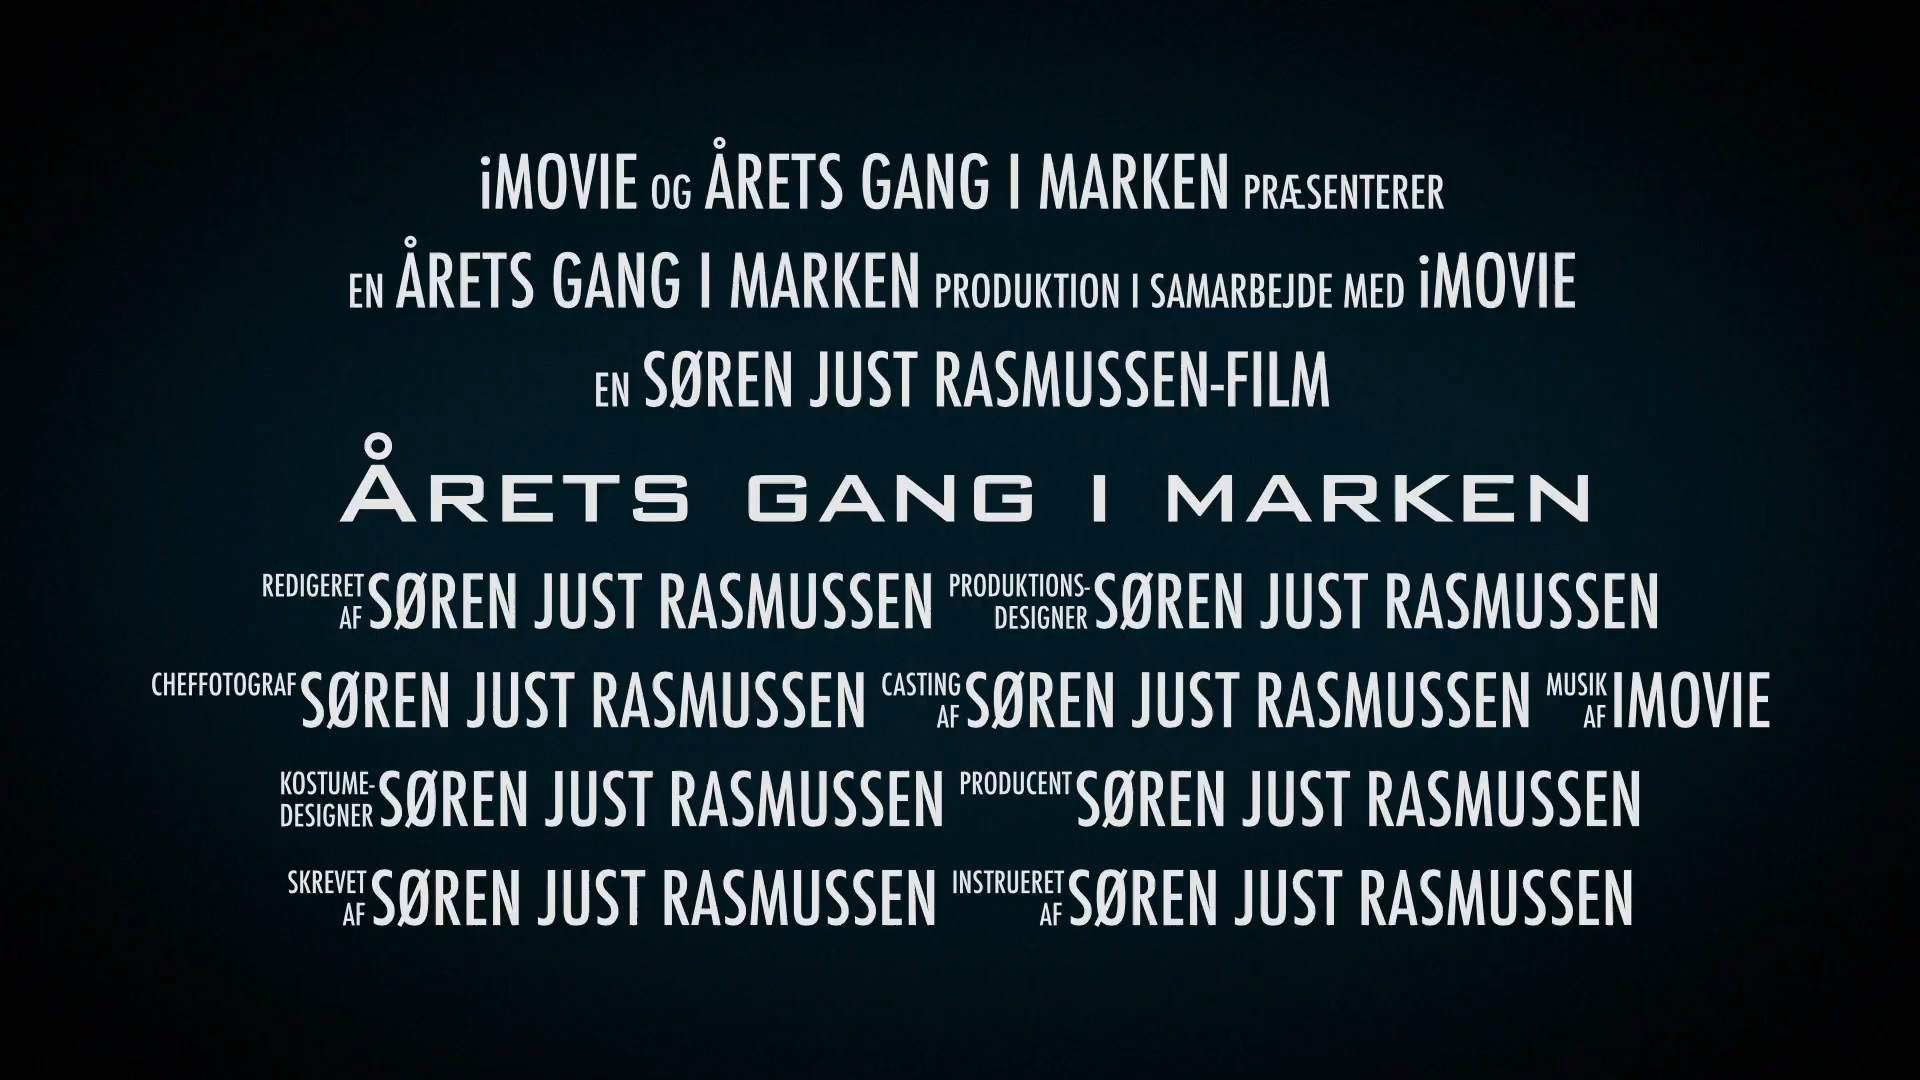 iMOVIE OG ÅRETS GANG I MARKEN PRÆSENTERER
EN ÅRETS GANG I MARKEN PRODUKTION I SAMARBEJDE MED iMOVIE
EN SØREN JUST RASMUSSEN-FILM
ÅRETS GANG I MARKEN
REDIGERET AF SØREN JUST RASMUSSEN PRODUKTIONS-DESIGNER SØREN JUST RASMUSSEN
CHEFFOTOGRAF SØREN JUST RASMUSSEN CASTING AF SØREN JUST RASMUSSEN MUSIK AF IMOVIE
KOSTUME-DESIGNER SØREN JUST RASMUSSEN PRODUCENT SØREN JUST RASMUSSEN
SKREVET AF SØREN JUST RASMUSSEN INSTRUERET AF SØREN JUST RASMUSSEN